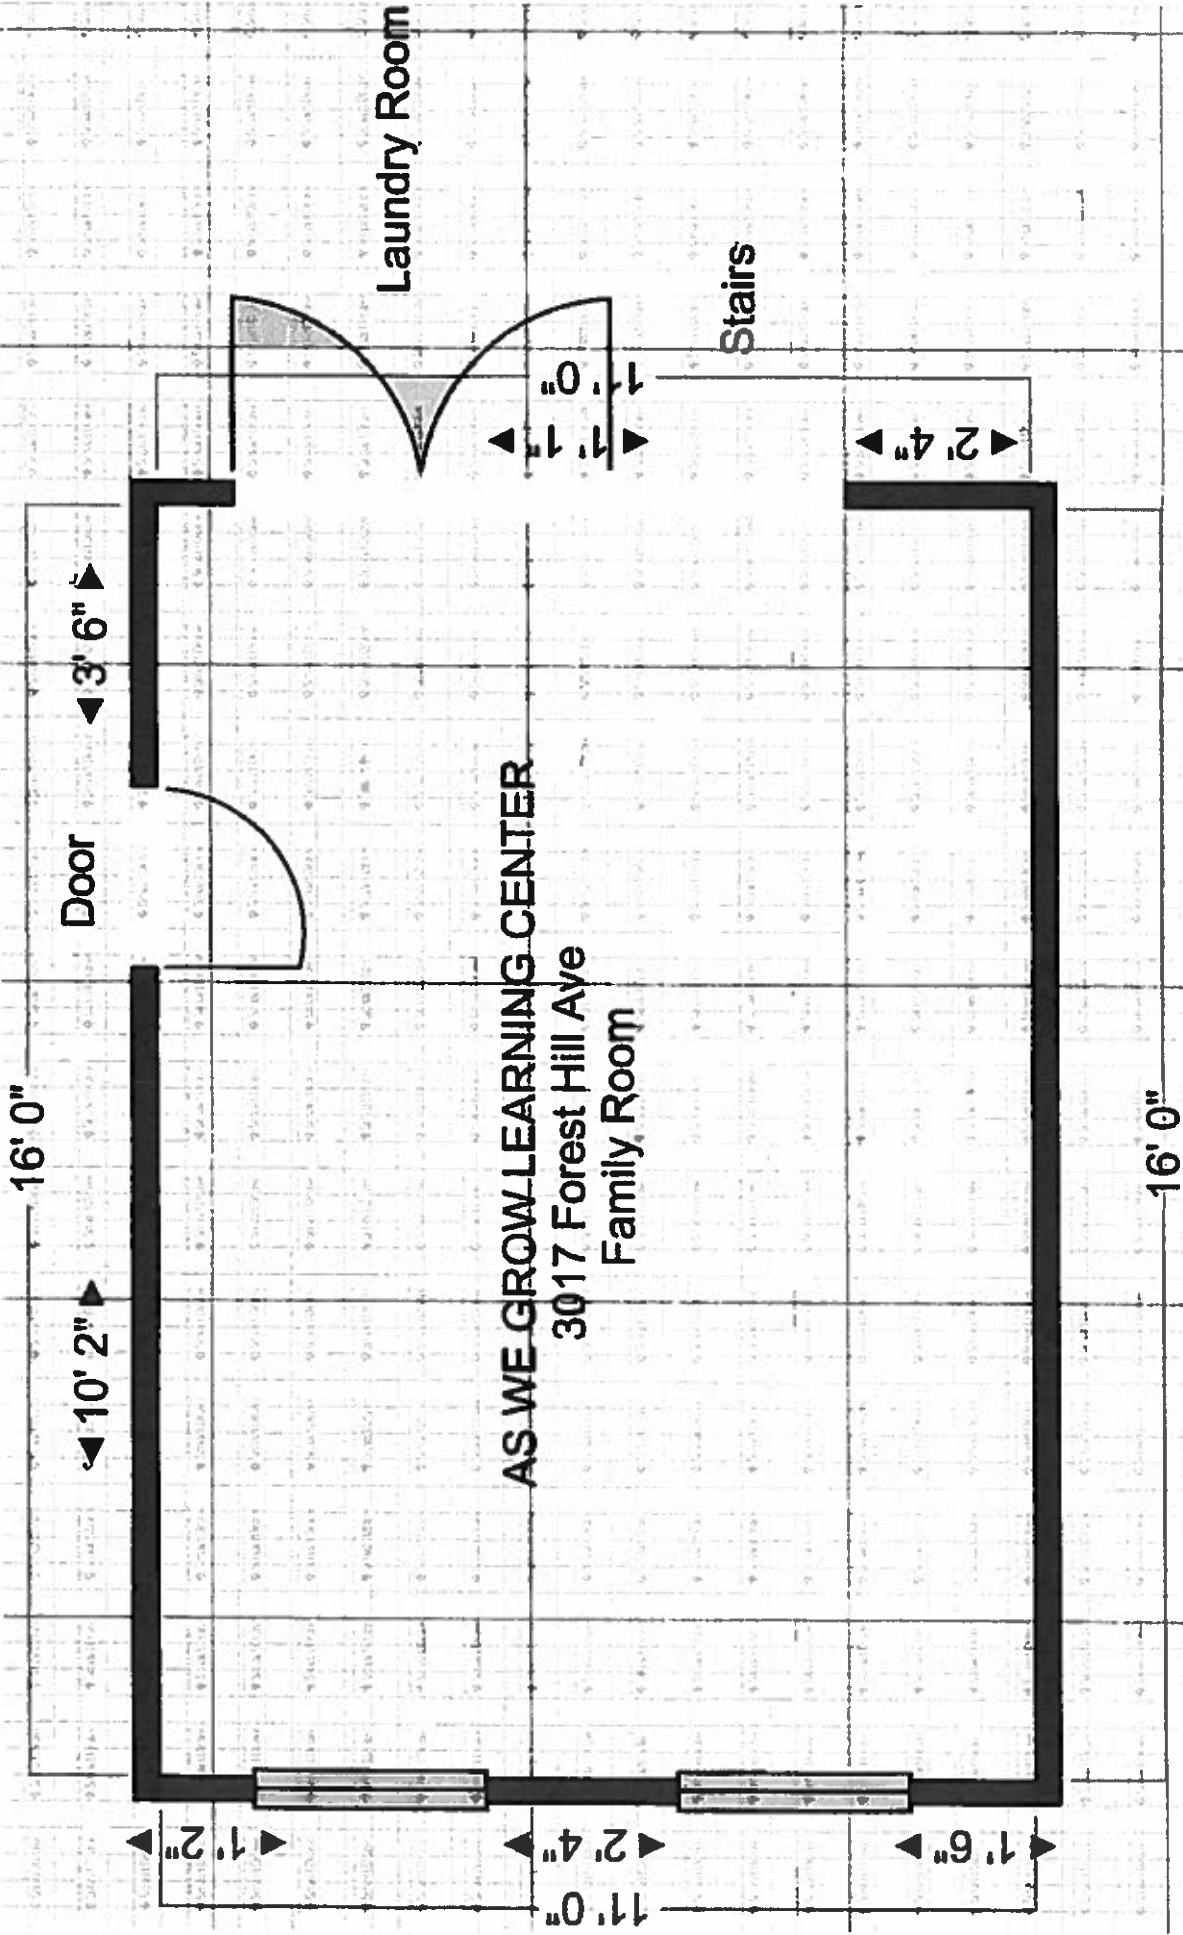 16' 0"
10' 2"
3' 6"
Door
Laundry Room
Stairs
11' 0"
1' 1"
2' 4"
AS WE GROW LEARNING CENTER
3017 Forest Hill Ave
Family Room
1' 2"
2' 4"
1' 6"
11' 0"
16' 0"